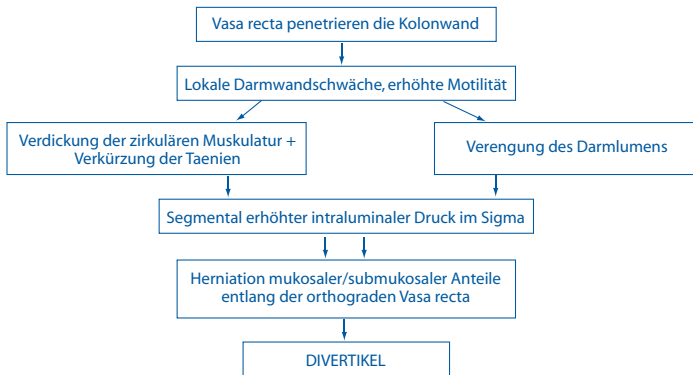 Vasa recta penetrieren die Kolonwand
Lokale Darmwandschwäche, erhöhte Motilität
Verdickung der zirkulären Muskulatur +
Verkürzung der Taenien
Verengung des Darmlumens
Segmental erhöhter intraluminaler Druck im Sigma
Herniation mukosaler/submukosaler Anteile
entlang der orthograden Vasa recta
DIVERTIKEL